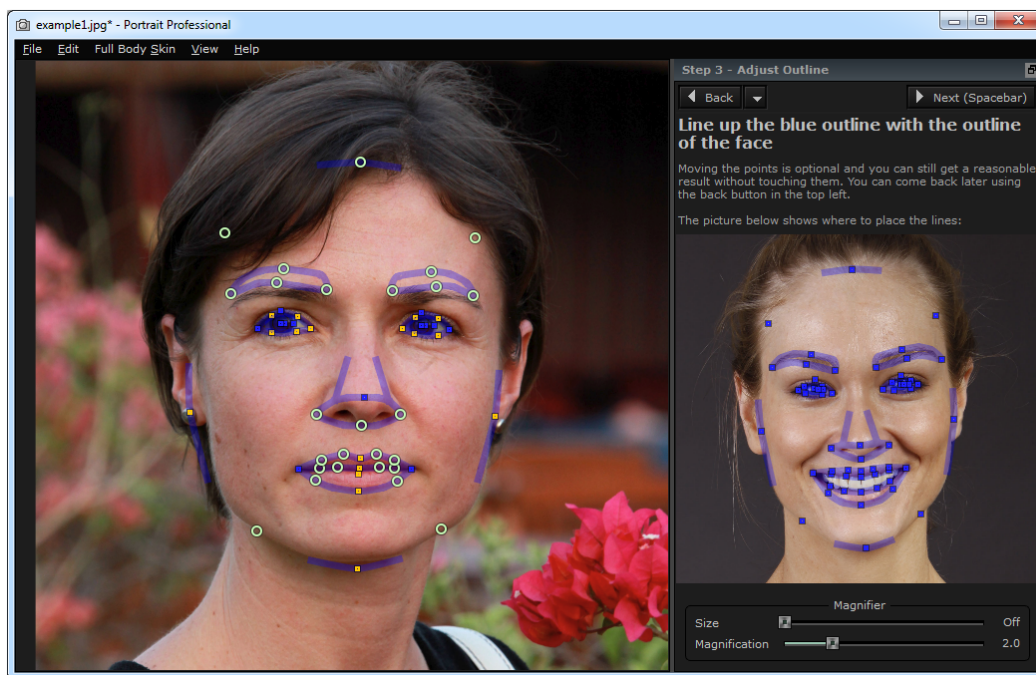 example1.jpg* - Portrait Professional
File Edit Full Body Skin View Help
Step 3 - Adjust Outline
Back
Next (Spacebar)
Line up the blue outline with the outline
of the face
Moving the points is optional and you can still get a reasonable
result without touching them. You can come back later using
the back button in the top left.
The picture below shows where to place the lines:
Magnifier
Size Off
Magnification 2.0